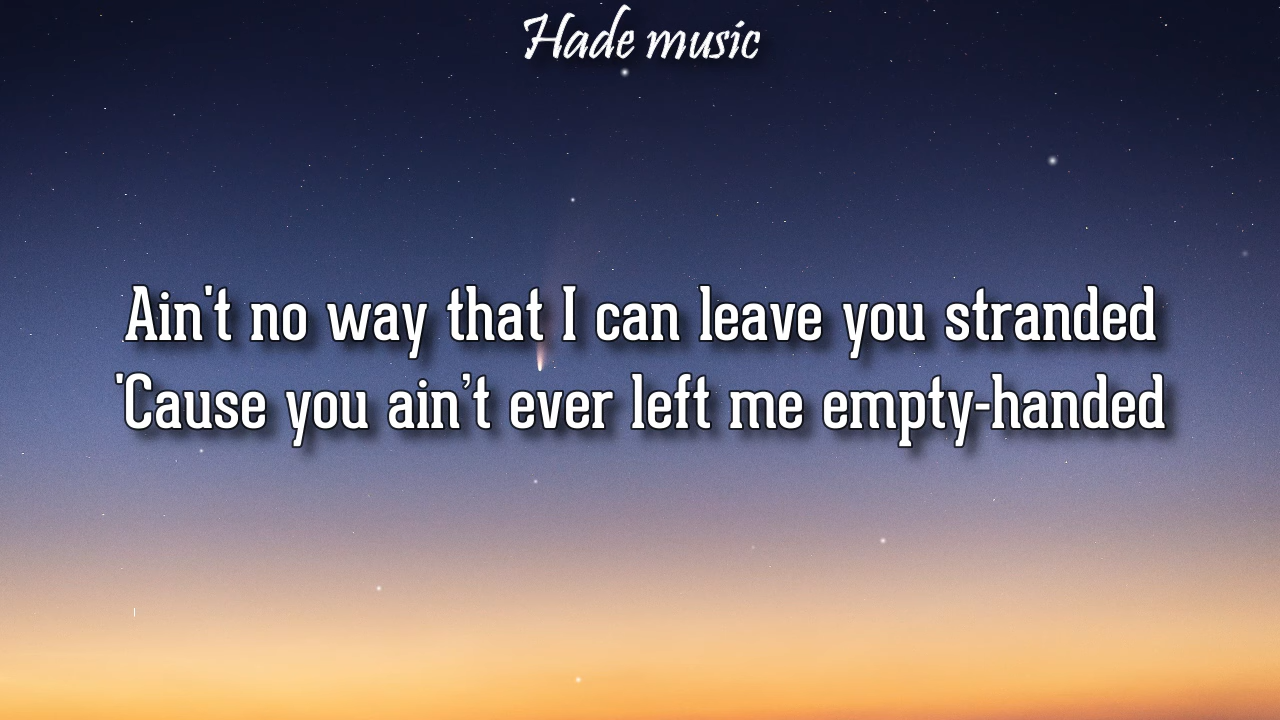 Hade music
Ain't no way that I can leave you stranded
'Cause you ain’t ever left me empty-handed